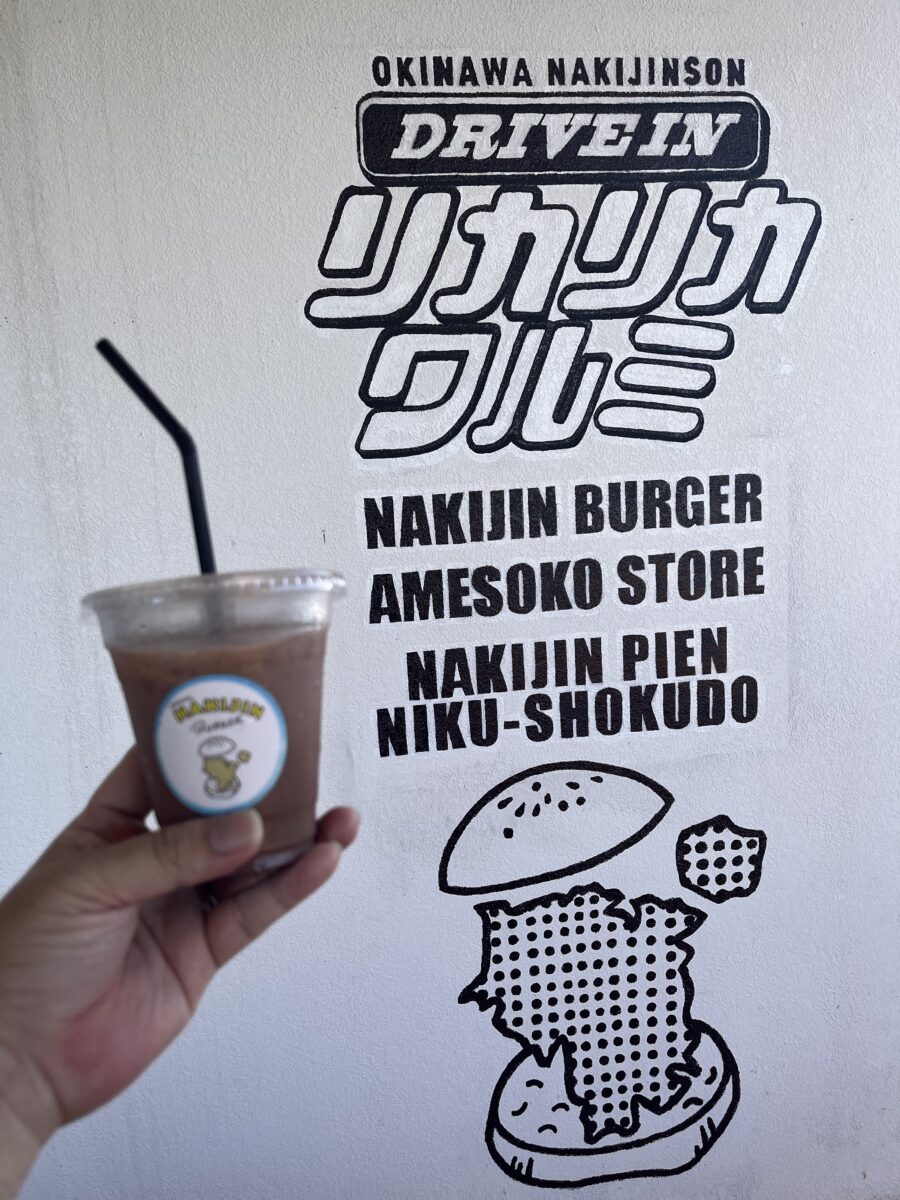 OKINAWA NAKIJINSON
DRIVE IN
リカリカ
ワルミ
NAKIJIN BURGER
AMESOKO STORE
NAKIJIN PIEN
NIKU-SHOKUDO
NAKIJIN